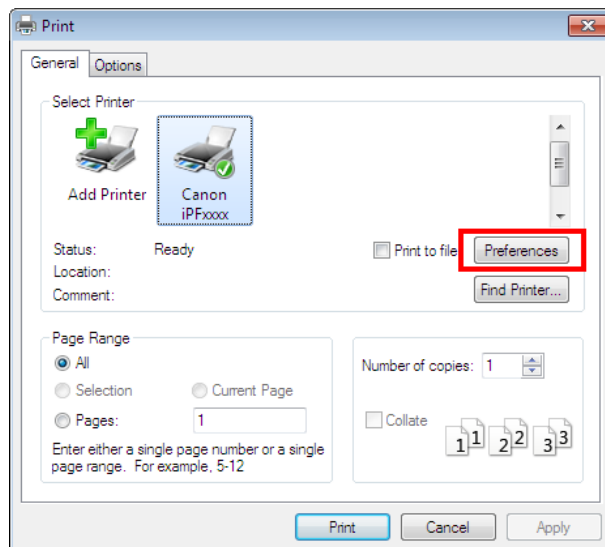 Print
General Options
Select Printer
Add Printer Canon
iPFxxxx
Status: Ready Print to file Preferences
Location:
Comment: Find Printer...
Page Range
All Number of copies: 1
Selection Current Page
Pages: 1 Collate
Enter either a single page number or a single
page range. For example, 5-12
1 1 2 2 3 3
Print Cancel Apply